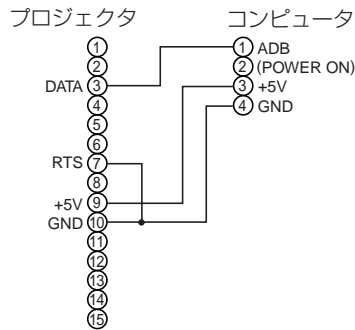 プロジェクタ
コンピュータ
①
②
DATA ③
④
⑤
⑥
RTS ⑦
⑧
+5V ⑨
GND ⑩
⑪
⑫
⑬
⑭
⑮
① ADB
② (POWER ON)
③ +5V
④ GND